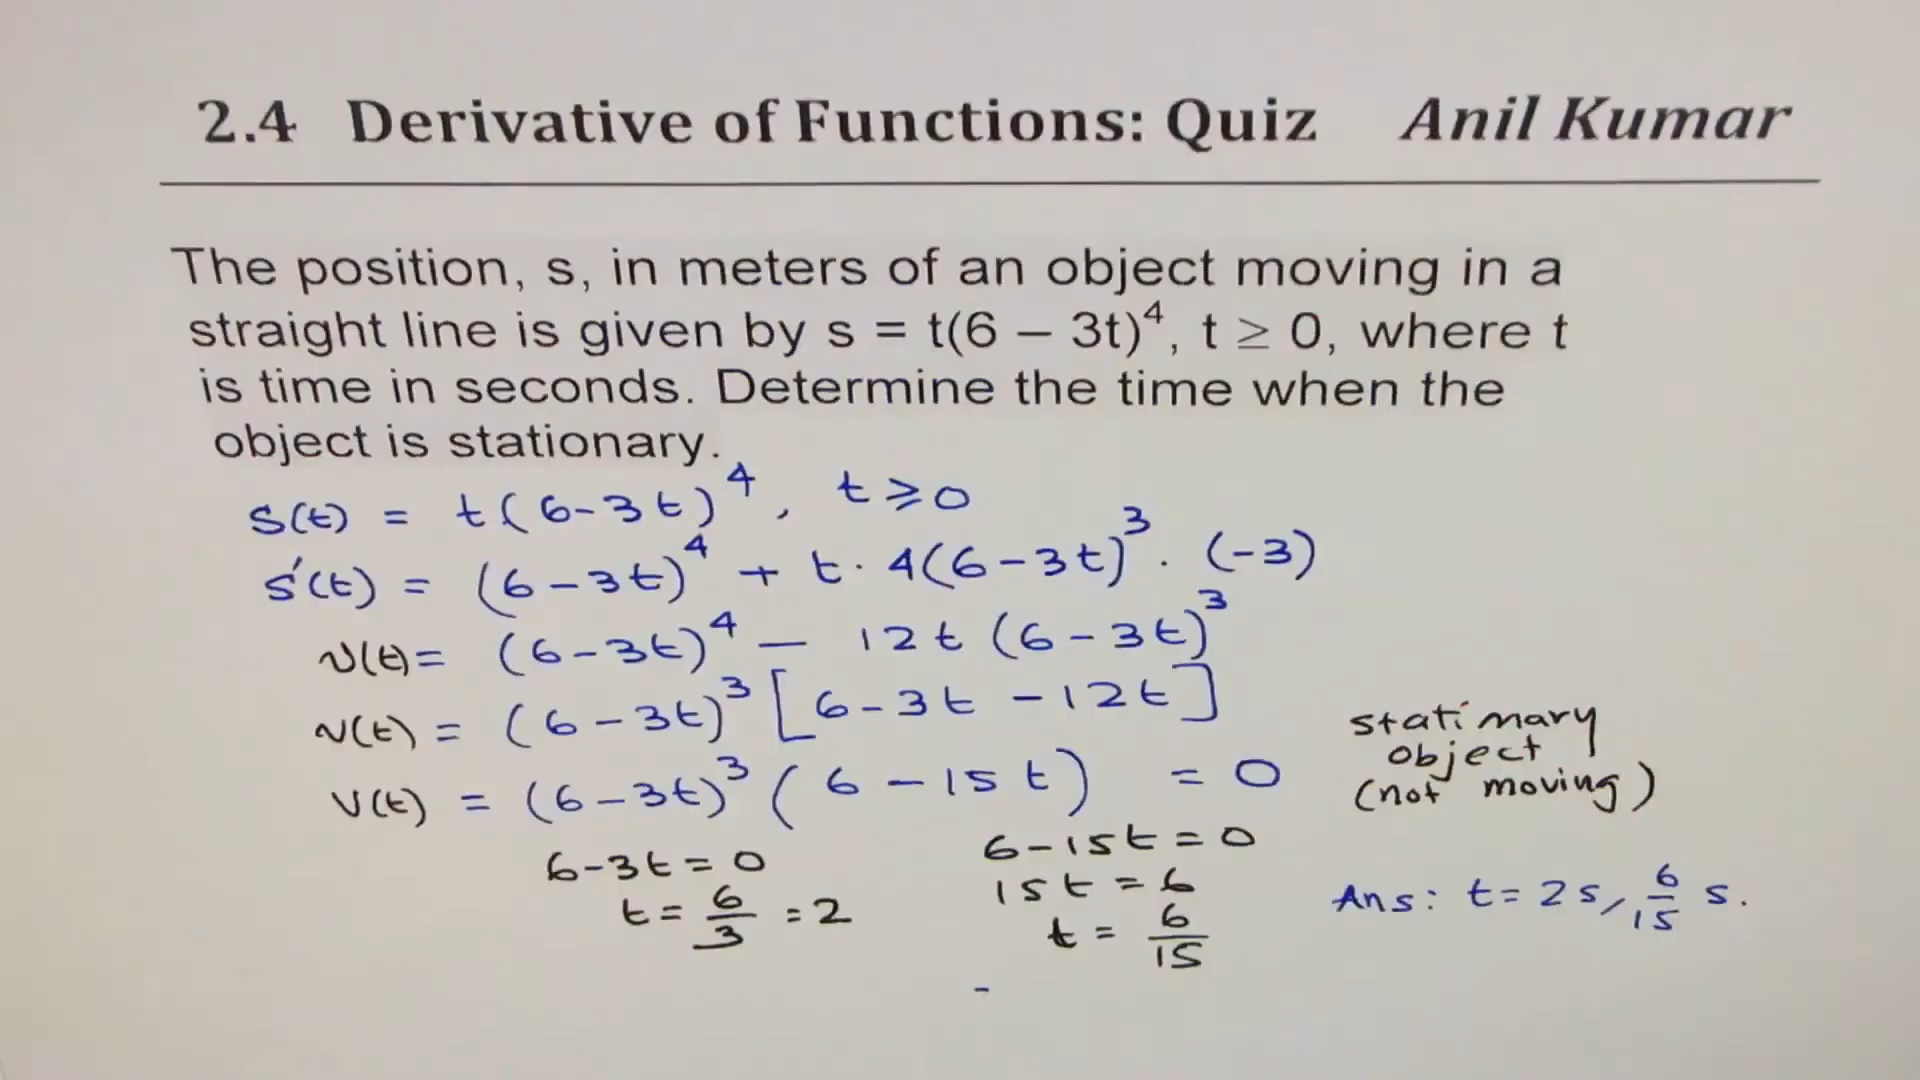 2.4 Derivative of Functions: Quiz Anil Kumar
The position, s, in meters of an object moving in a
straight line is given by s = t(6 – 3t)⁴, t ≥ 0, where t
is time in seconds. Determine the time when the
object is stationary.
s(t) = t(6-3t)⁴, t ⩾ 0
s'(t) = (6-3t)⁴ + t · 4(6-3t)³ · (-3)
v(t) = (6-3t)⁴ - 12t (6-3t)³
v(t) = (6-3t)³ [6-3t -12t]
v(t) = (6-3t)³ (6-15t) = 0
stationary
object
(not moving)
6-3t = 0
t = 6/3 = 2
6-15t = 0
15t = 6
t = 6/15
Ans: t = 2s, 6/15 s.
-